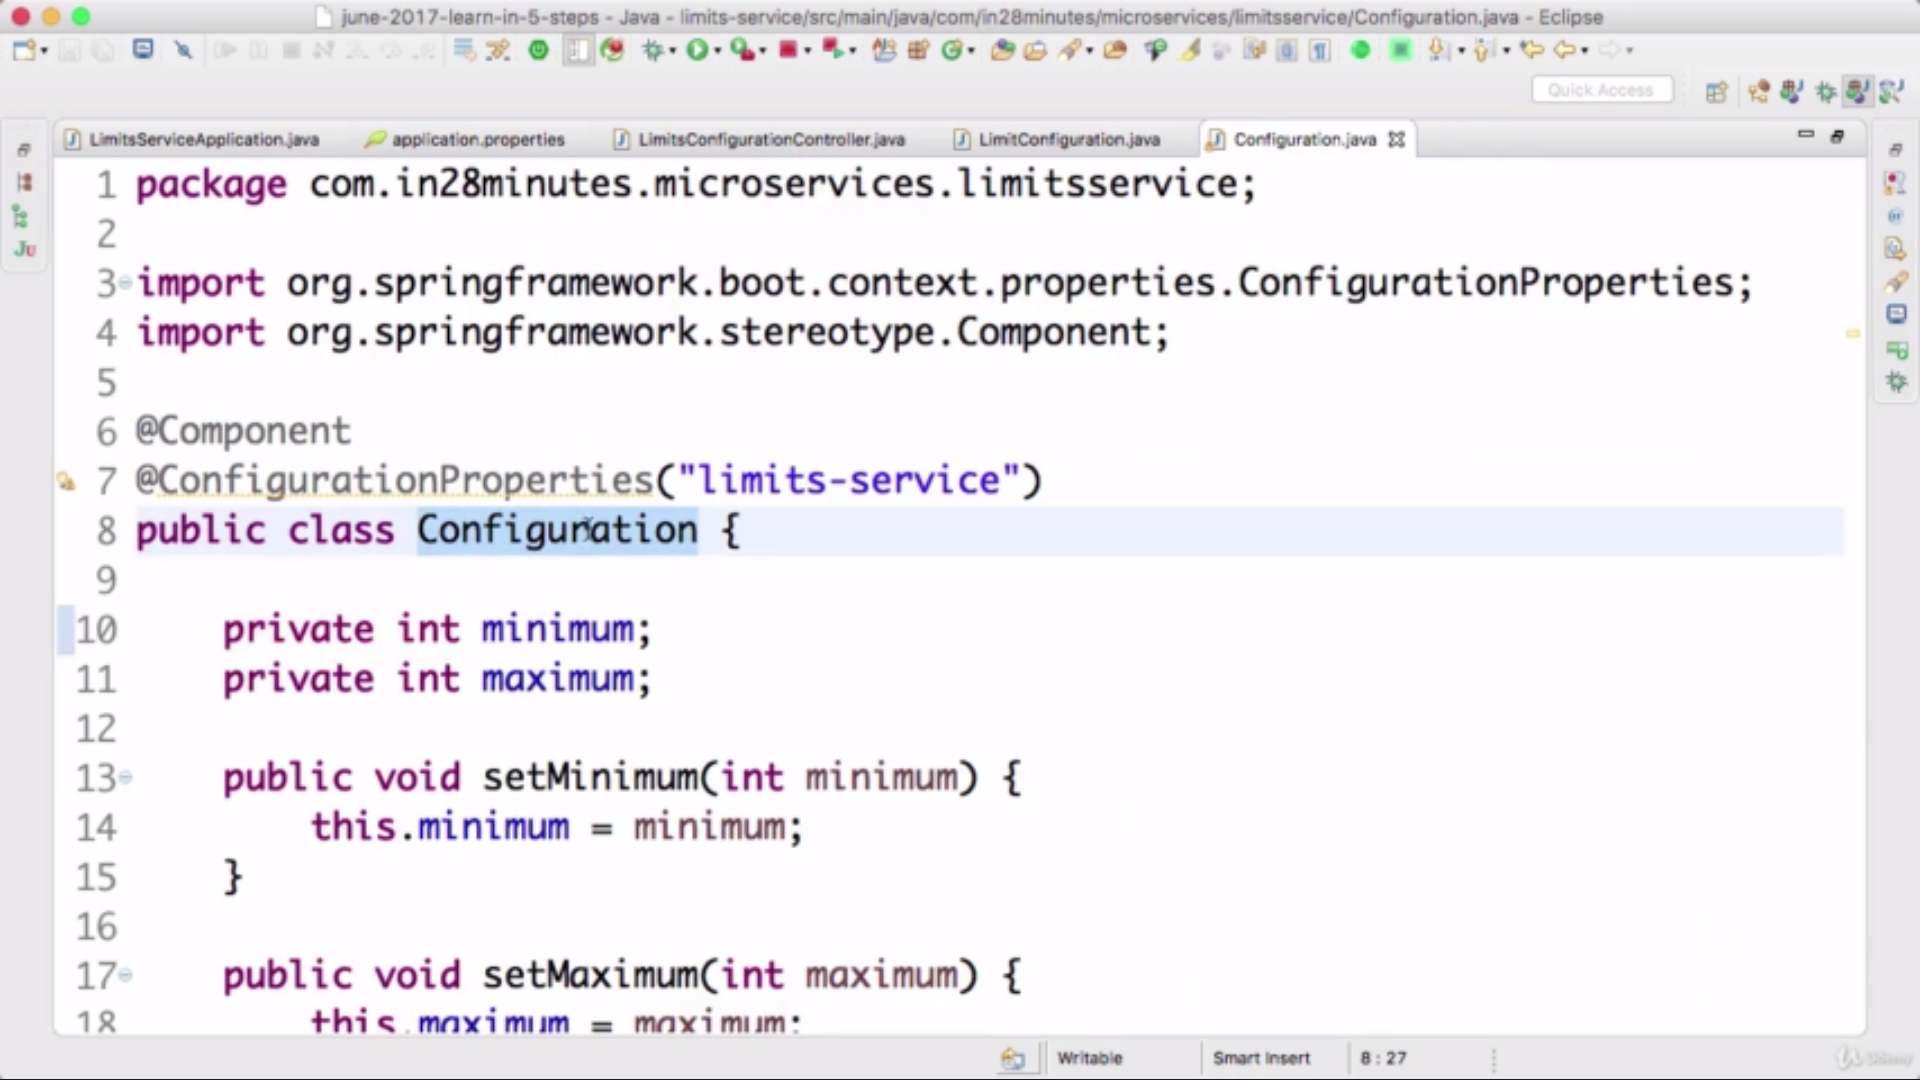 june-2017-learn-in-5-steps - Java - limits-service/src/main/java/com/in28minutes/microservices/limitsservice/Configuration.java - Eclipse
Quick Access
LimitsServiceApplication.java application.properties LimitsConfigurationController.java LimitConfiguration.java Configuration.java
1 package com.in28minutes.microservices.limitsservice;
2
3 import org.springframework.boot.context.properties.ConfigurationProperties;
4 import org.springframework.stereotype.Component;
5
6 @Component
7 @ConfigurationProperties("limits-service")
8 public class Configuration {
9
10 private int minimum;
11 private int maximum;
12
13 public void setMinimum(int minimum) {
14 this.minimum = minimum;
15 }
16
17 public void setMaximum(int maximum) {
18 this.maximum = maximum;
Ju
Writable Smart Insert 8 : 27
Udemy